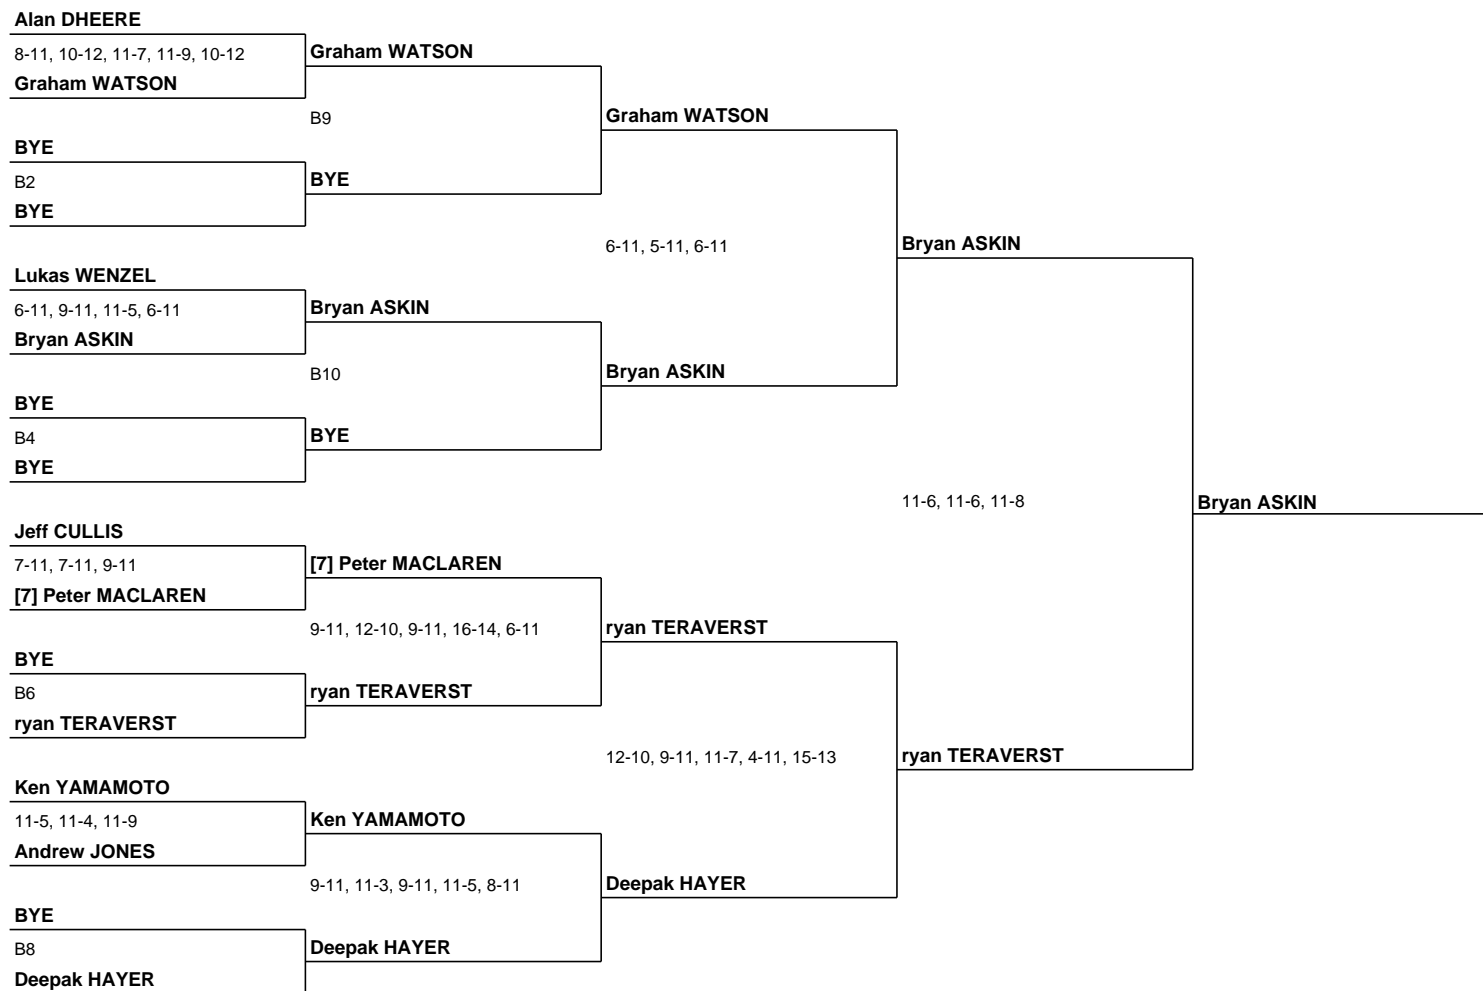 Alan DHEERE
8-11, 10-12, 11-7, 11-9, 10-12
Graham WATSON
Graham WATSON
B9
Graham WATSON
BYE
B2
BYE
BYE
6-11, 5-11, 6-11
Bryan ASKIN
Lukas WENZEL
6-11, 9-11, 11-5, 6-11
Bryan ASKIN
Bryan ASKIN
B10
Bryan ASKIN
BYE
B4
BYE
BYE
11-6, 11-6, 11-8
Bryan ASKIN
Jeff CULLIS
7-11, 7-11, 9-11
[7] Peter MACLAREN
[7] Peter MACLAREN
9-11, 12-10, 9-11, 16-14, 6-11
ryan TERAVERST
BYE
B6
ryan TERAVERST
ryan TERAVERST
12-10, 9-11, 11-7, 4-11, 15-13
ryan TERAVERST
Ken YAMAMOTO
11-5, 11-4, 11-9
Andrew JONES
Ken YAMAMOTO
9-11, 11-3, 9-11, 11-5, 8-11
Deepak HAYER
BYE
B8
Deepak HAYER
Deepak HAYER